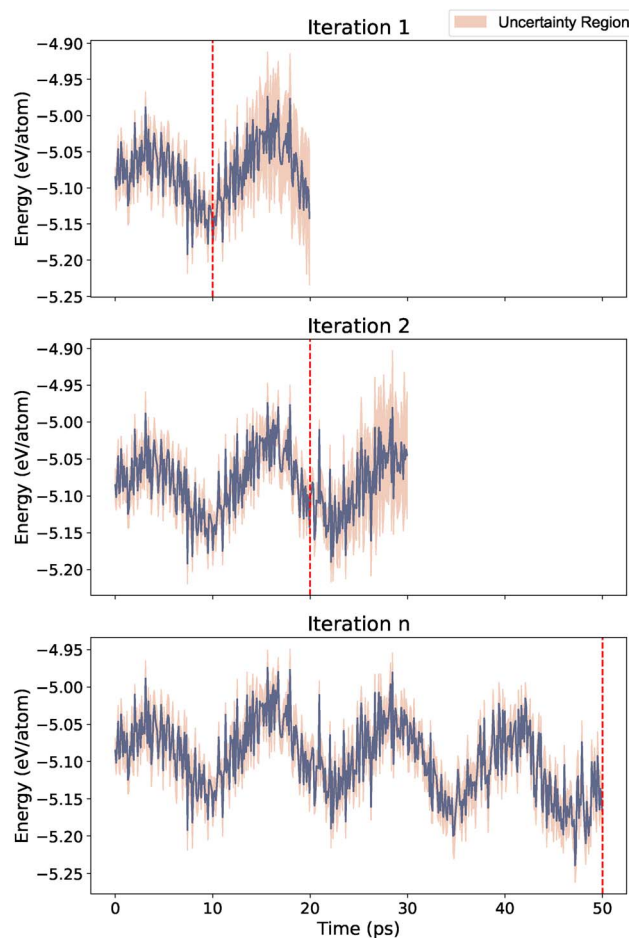 Iteration 1
Uncertainty Region
Energy (eV/atom)
−4.90
−4.95
−5.00
−5.05
−5.10
−5.15
−5.20
−5.25
Iteration 2
Energy (eV/atom)
−4.90
−4.95
−5.00
−5.05
−5.10
−5.15
−5.20
Iteration n
Energy (eV/atom)
−4.95
−5.00
−5.05
−5.10
−5.15
−5.20
−5.25
0 10 20 30 40 50
Time (ps)